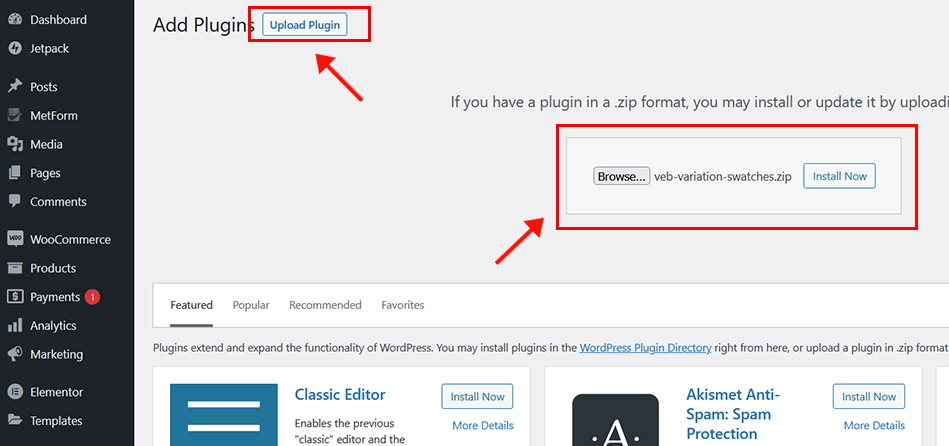 Dashboard
Jetpack
Posts
MetForm
Media
Pages
Comments
WooCommerce
Products
Payments 1
Analytics
Marketing
Elementor
Templates
Add Plugins Upload Plugin
If you have a plugin in a .zip format, you may install or update it by uploadi
Browse... veb-variation-swatches.zip Install Now
Featured Popular Recommended Favorites
Plugins extend and expand the functionality of WordPress. You may install plugins in the WordPress Plugin Directory right from here, or upload a plugin in .zip format
Classic Editor
Install Now
More Details
Enables the previous
"classic" editor and the
·A·
Akismet Anti-
Spam: Spam
Protection
Install Now
More Details